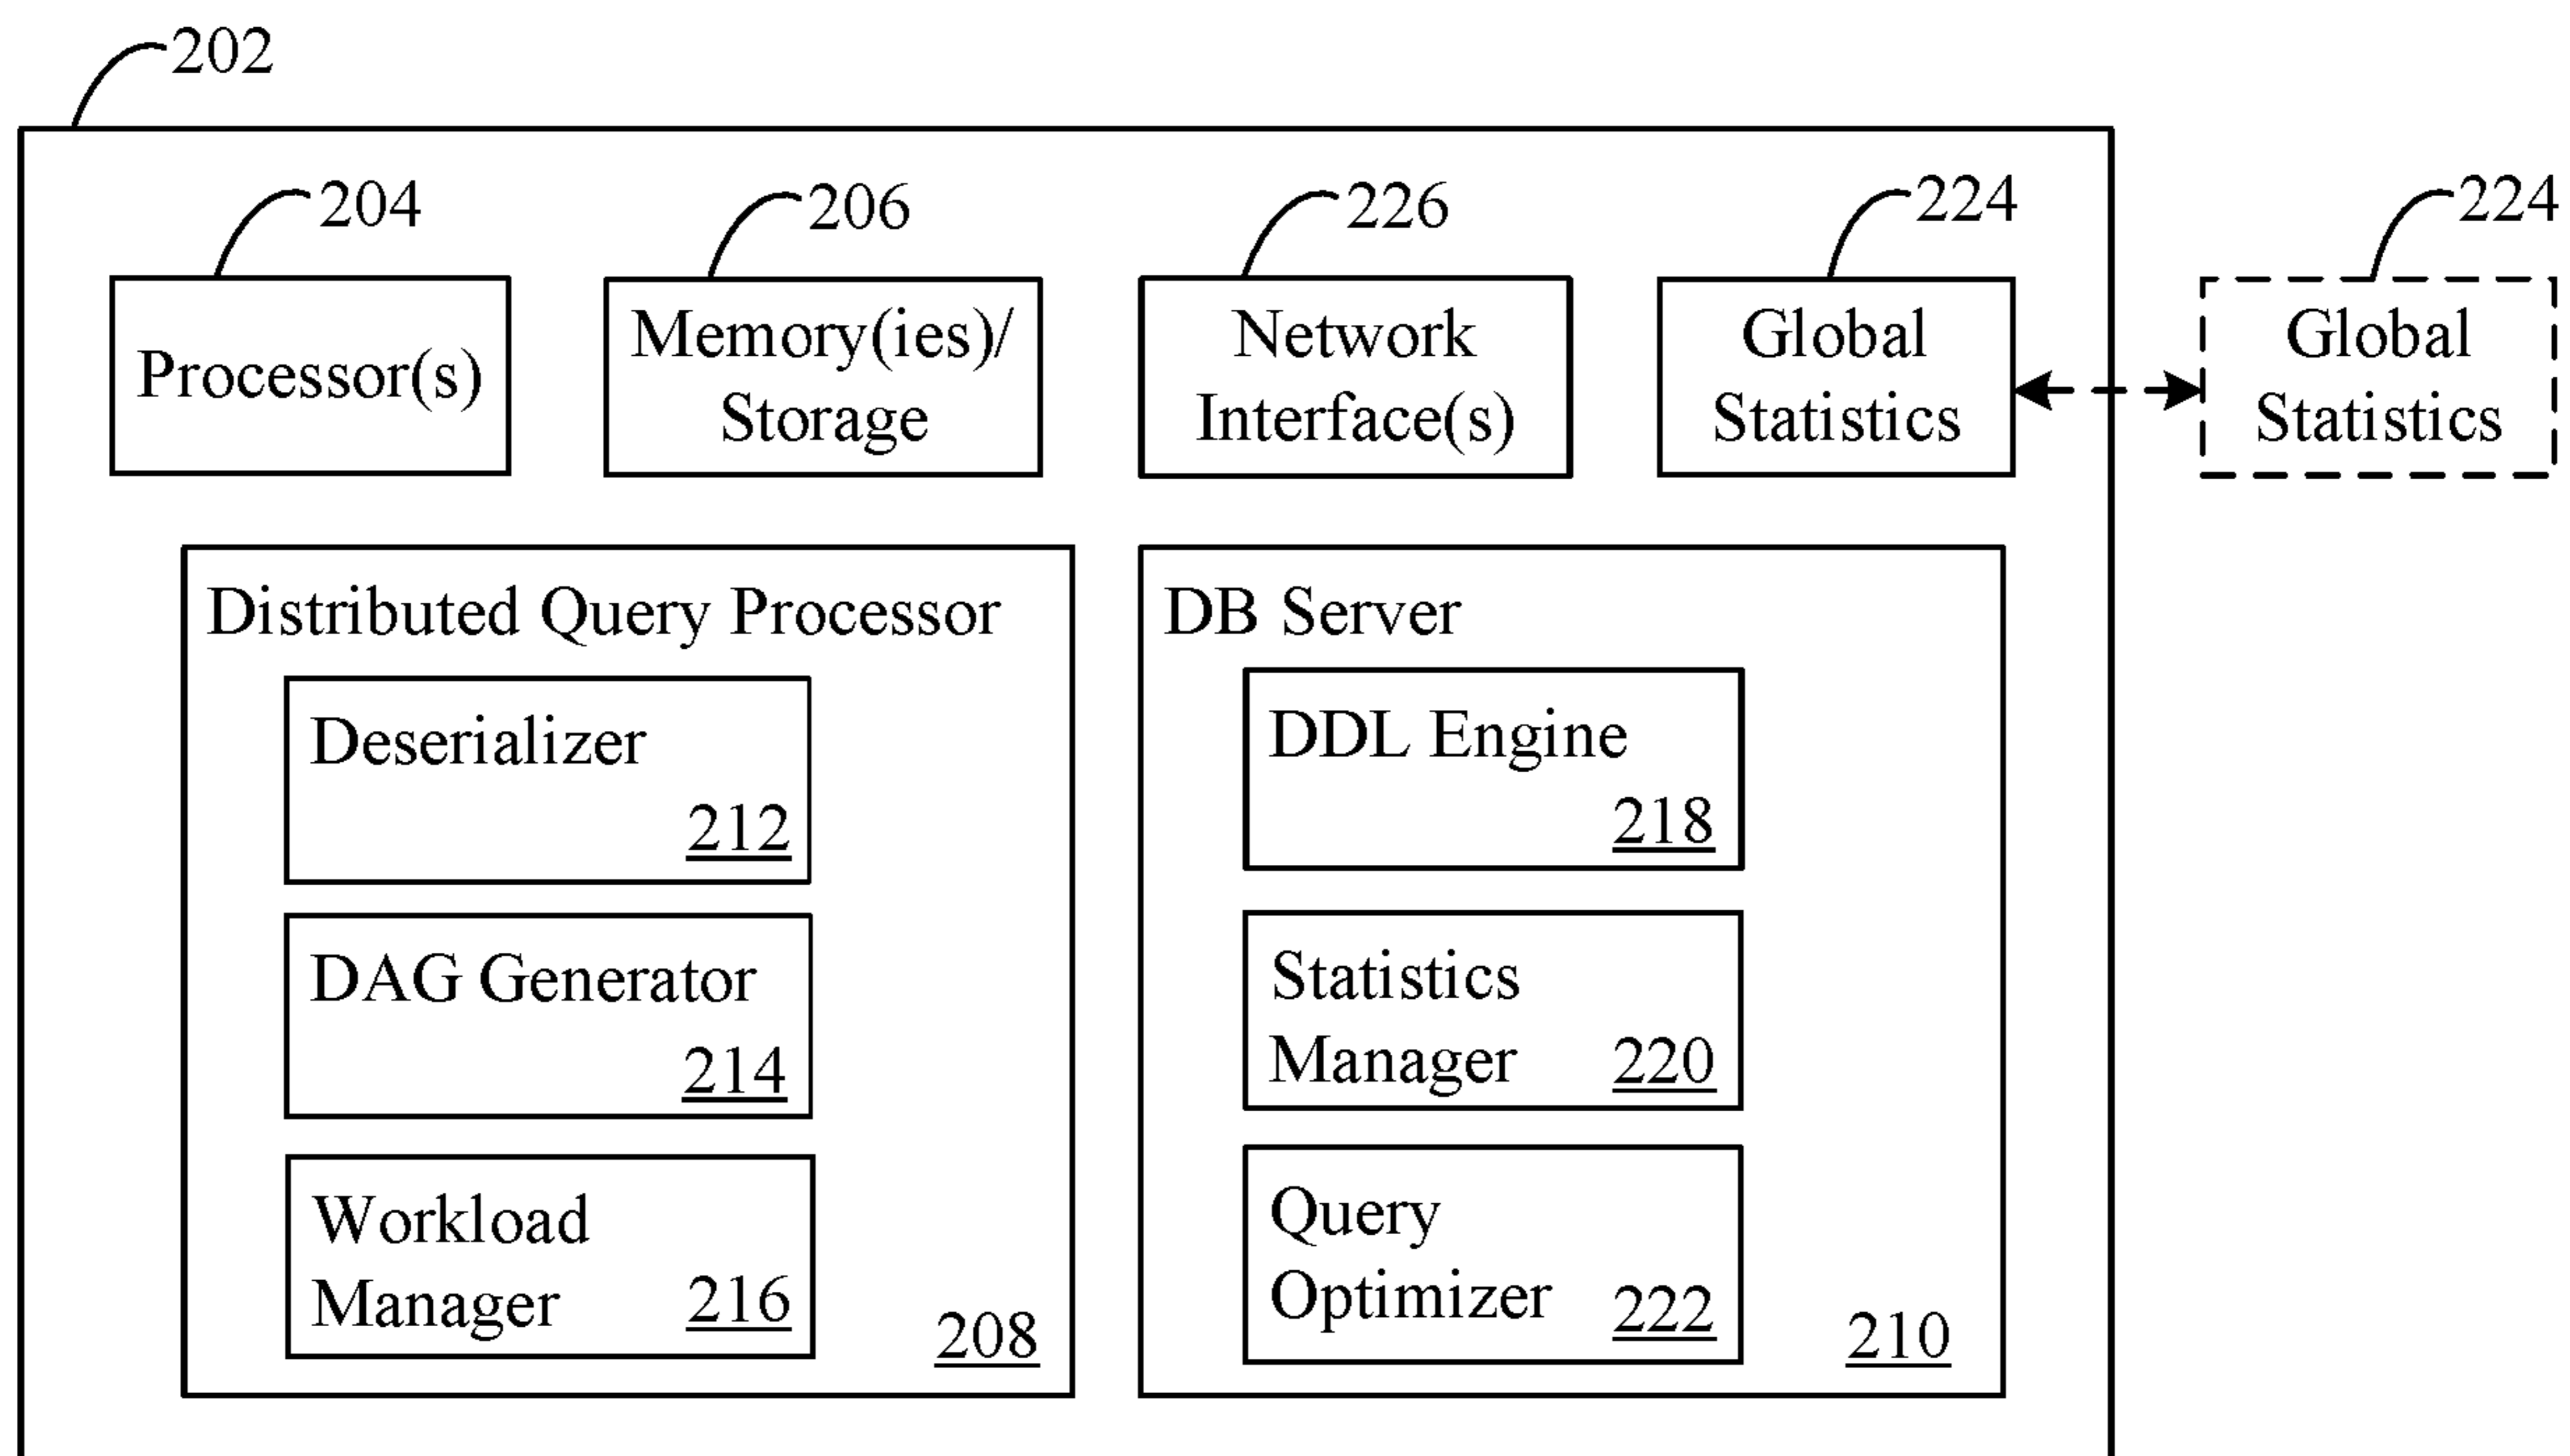 202
204
206
226
224
224
Processor(s)
Memory(ies)/
Storage
Network
Interface(s)
Global
Statistics
Global
Statistics
Distributed Query Processor
Deserializer
212
DAG Generator
214
Workload
Manager 216
208
DB Server
DDL Engine
218
Statistics
Manager 220
Query
Optimizer 222
210